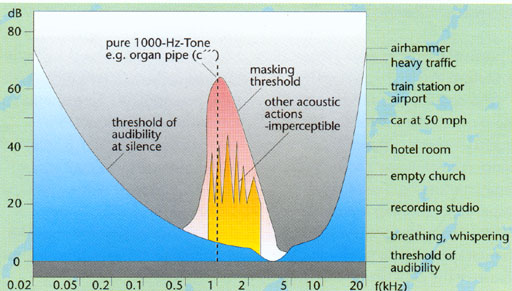 dB
80
60
40
20
0
pure 1000-Hz-Tone
e.g. organ pipe (c''')
masking
threshold
other acoustic
actions
-imperceptible
threshold of
audibility
at silence
airhammer
heavy traffic
train station or
airport
car at 50 mph
hotel room
empty church
recording studio
breathing, whispering
threshold of
audibility
0.02 0.05 0.1 0.2 0.5 1 2 5 10 20 f(kHz)